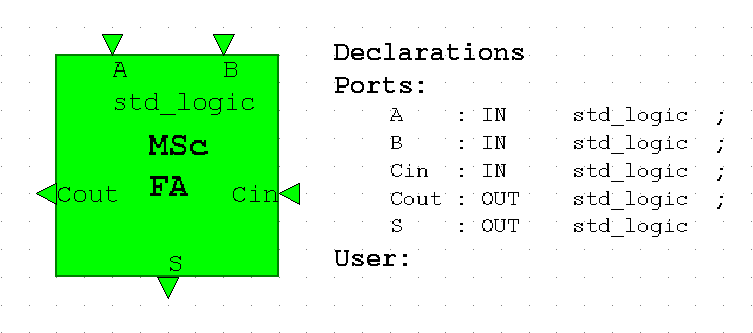 A B
std_logic
MSc
FA
Cout Cin
S
Declarations
Ports:
A : IN std_logic ;
B : IN std_logic ;
Cin : IN std_logic ;
Cout : OUT std_logic ;
S : OUT std_logic
User: